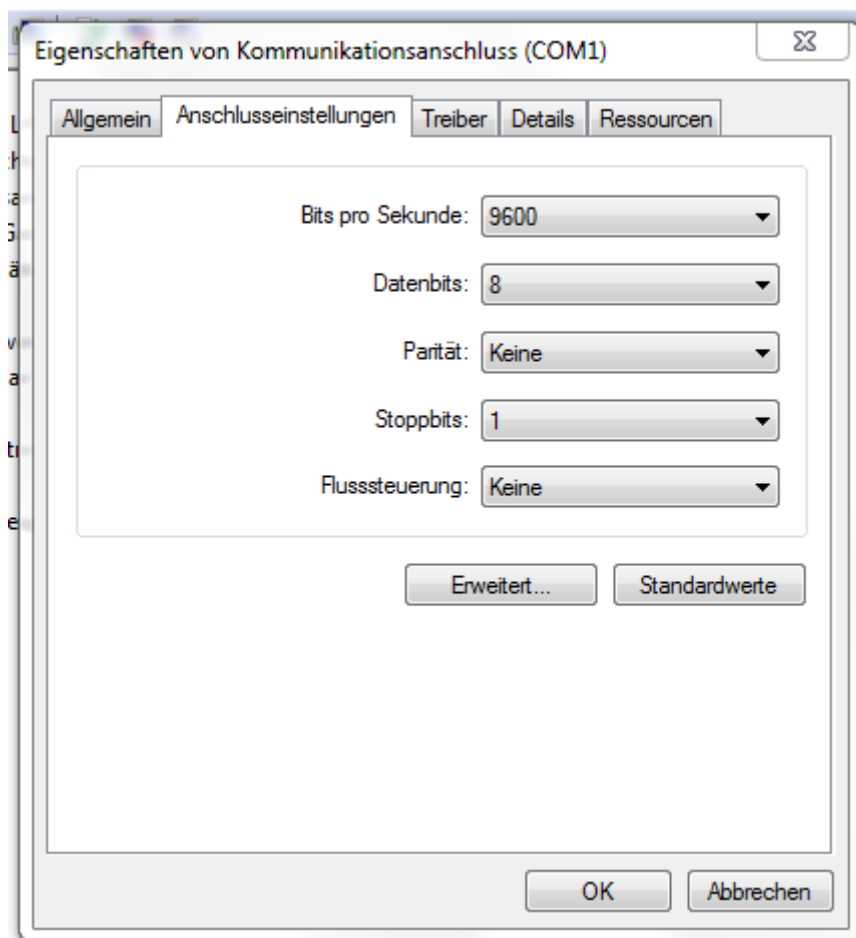 Eigenschaften von Kommunikationsanschluss (COM1)
Allgemein Anschlusseinstellungen Treiber Details Ressourcen
Bits pro Sekunde: 9600
Datenbits: 8
Parität: Keine
Stoppbits: 1
Flusssteuerung: Keine
Erweitert... Standardwerte
OK Abbrechen